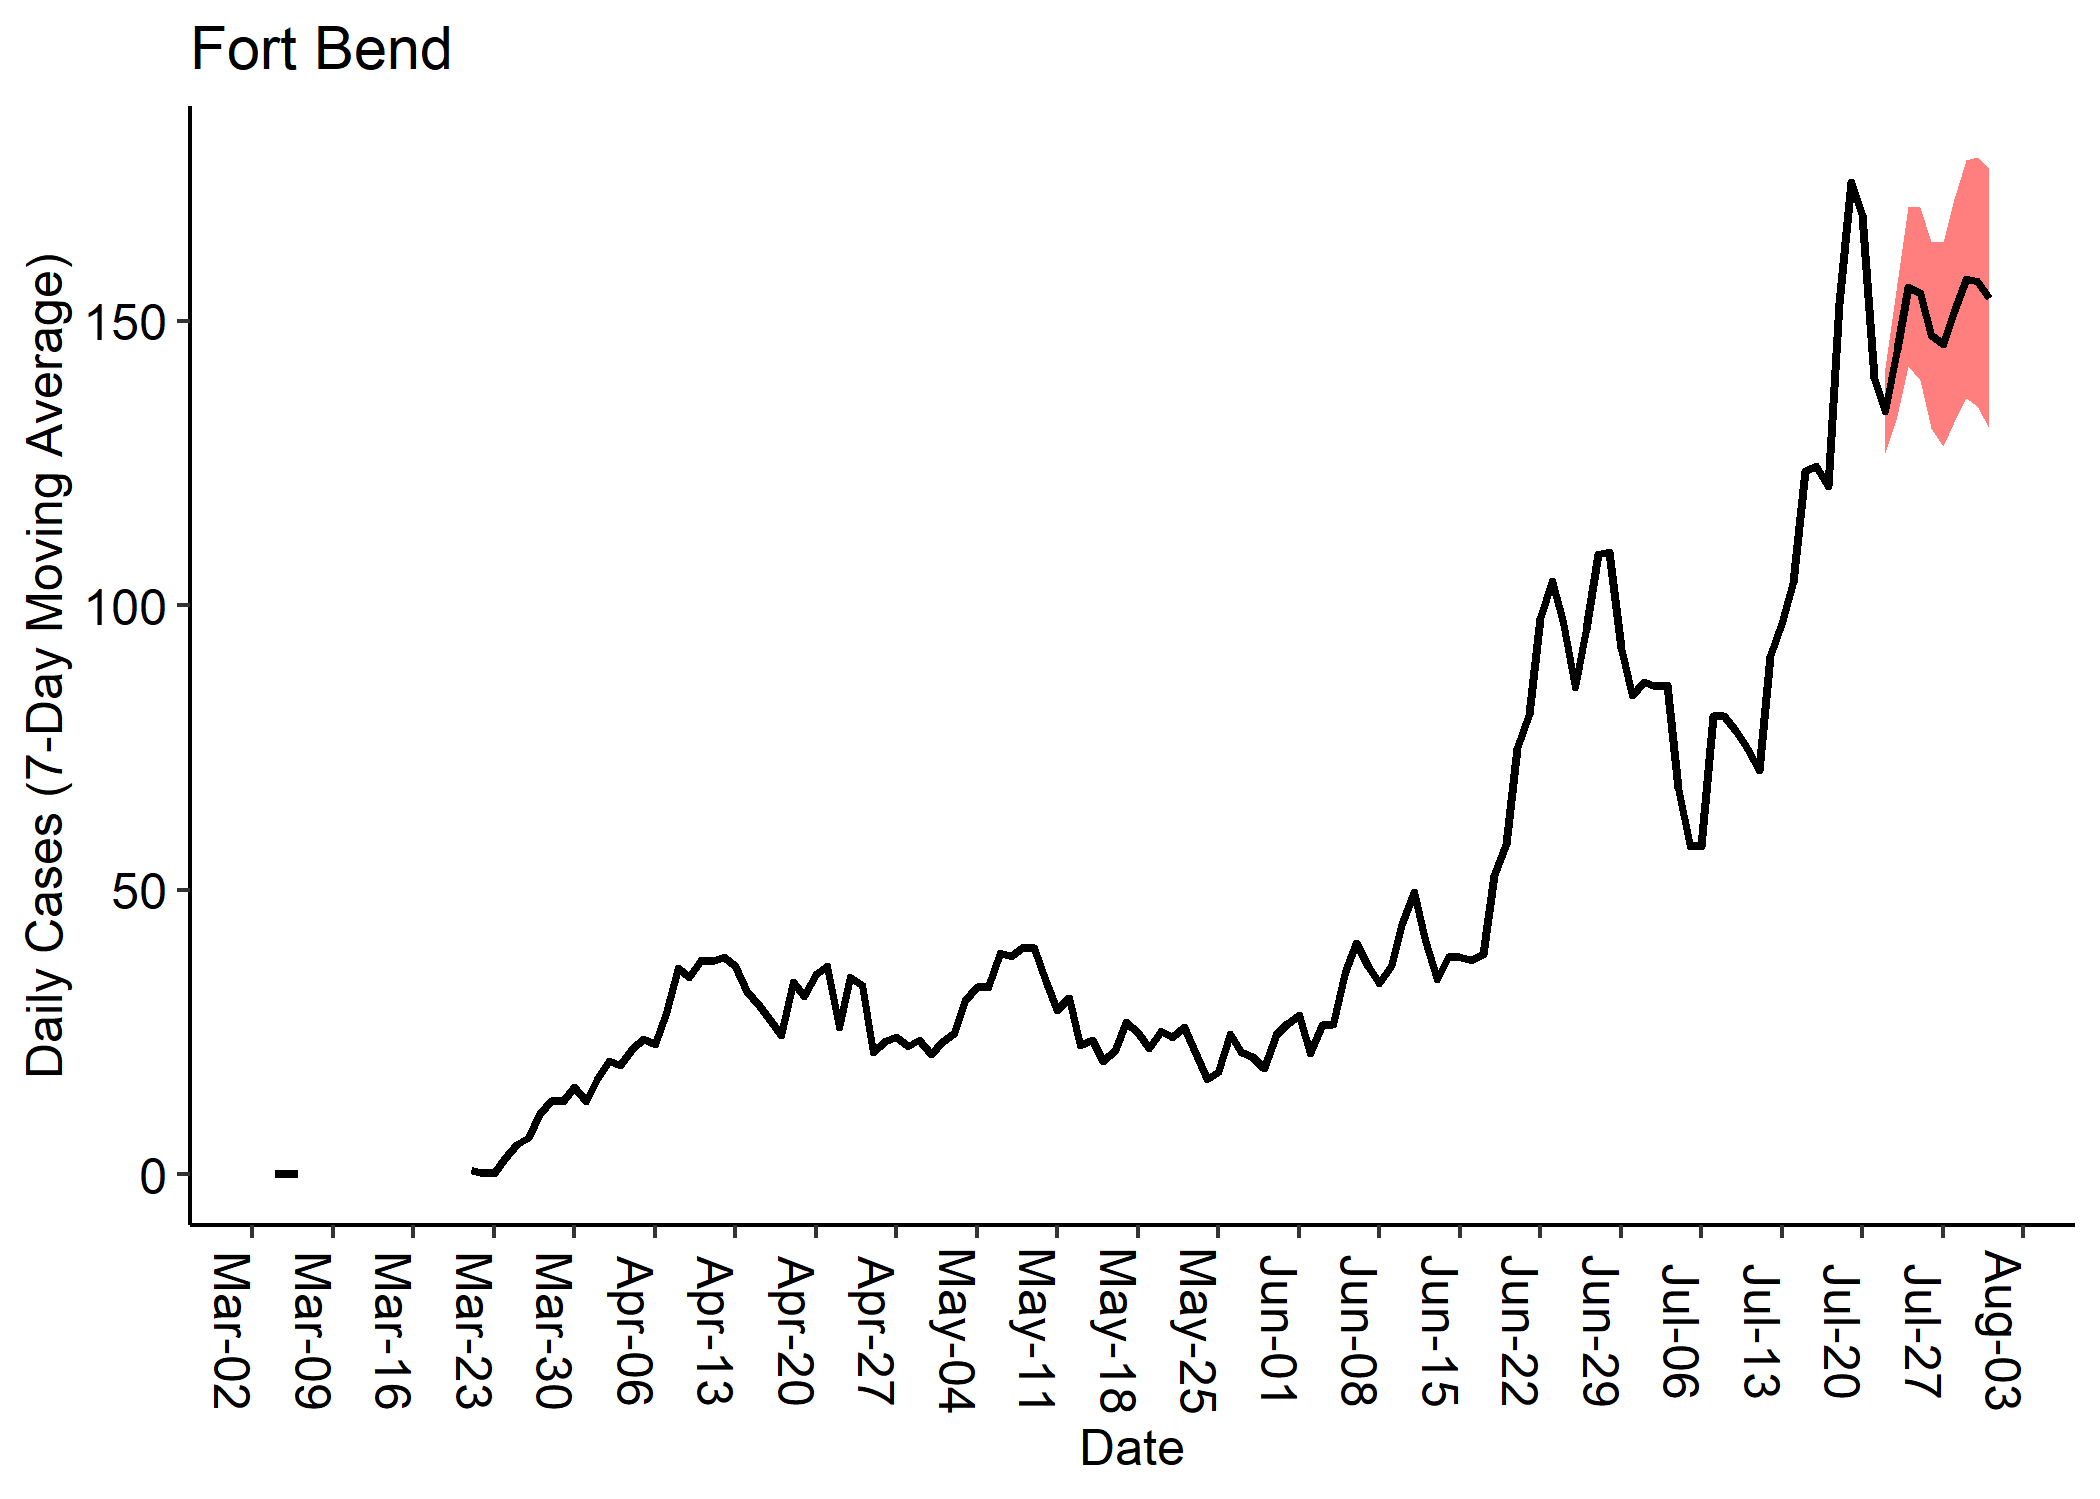 Fort Bend
Daily Cases (7-Day Moving Average)
150
100
50
0
Mar-02
Mar-09
Mar-16
Mar-23
Mar-30
Apr-06
Apr-13
Apr-20
Apr-27
May-04
May-11
May-18
May-25
Jun-01
Jun-08
Jun-15
Jun-22
Jun-29
Jul-06
Jul-13
Jul-20
Jul-27
Aug-03
Date